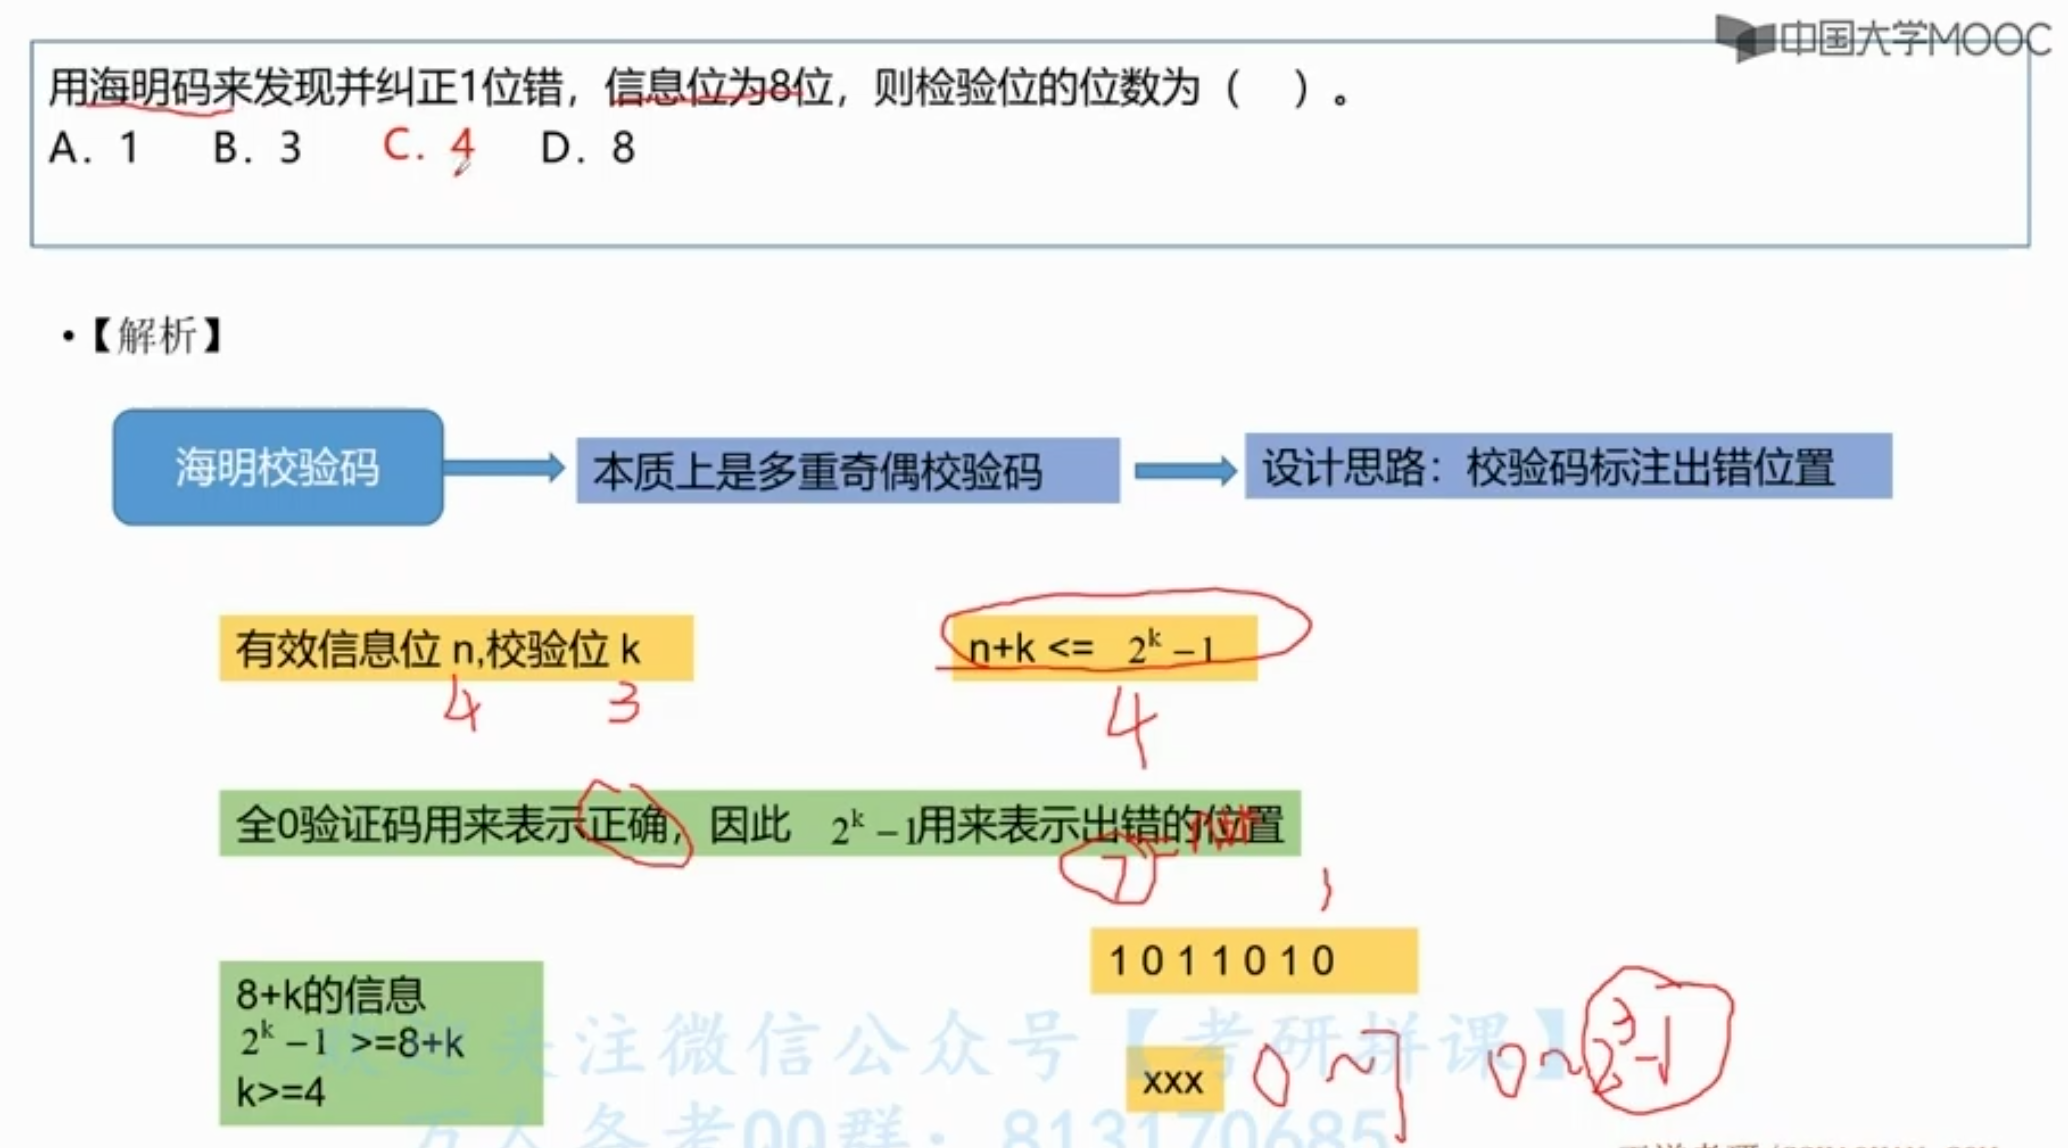 中国大学MOOC
用海明码来发现并纠正1位错，信息位为8位，则检验位的位数为（ ）。
A. 1 B. 3 C. 4 D. 8
•【解析】
海明校验码 本质上是多重奇偶校验码 设计思路：校验码标注出错位置
有效信息位 n,校验位 k n+k <= 2^k − 1
4 3 4
全0验证码用来表示正确，因此 2^k − 1用来表示出错的位置
7
1 0 1 1 0 1 0
8+k的信息
2^k − 1 >=8+k
k>=4
xxx 0~7 0~2^3-1
关注微信公众号【考研拼课】
万人备考QQ群：813170685